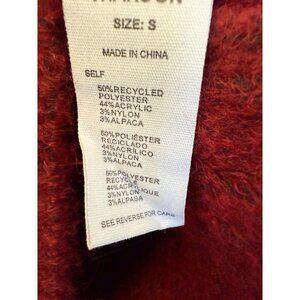 SIZE: S
MADE IN CHINA
SELF
50%RECYCLED
POLYESTER
44%ACRYLIC
3%NYLON
3%ALPACA
50%POLIÉSTER
RECICLADO
44%ACRÍLICO
3%NYLON
3%ALPACA
50%POLYESTER
3%ALPAGA
SEE REVERSE FOR CARE